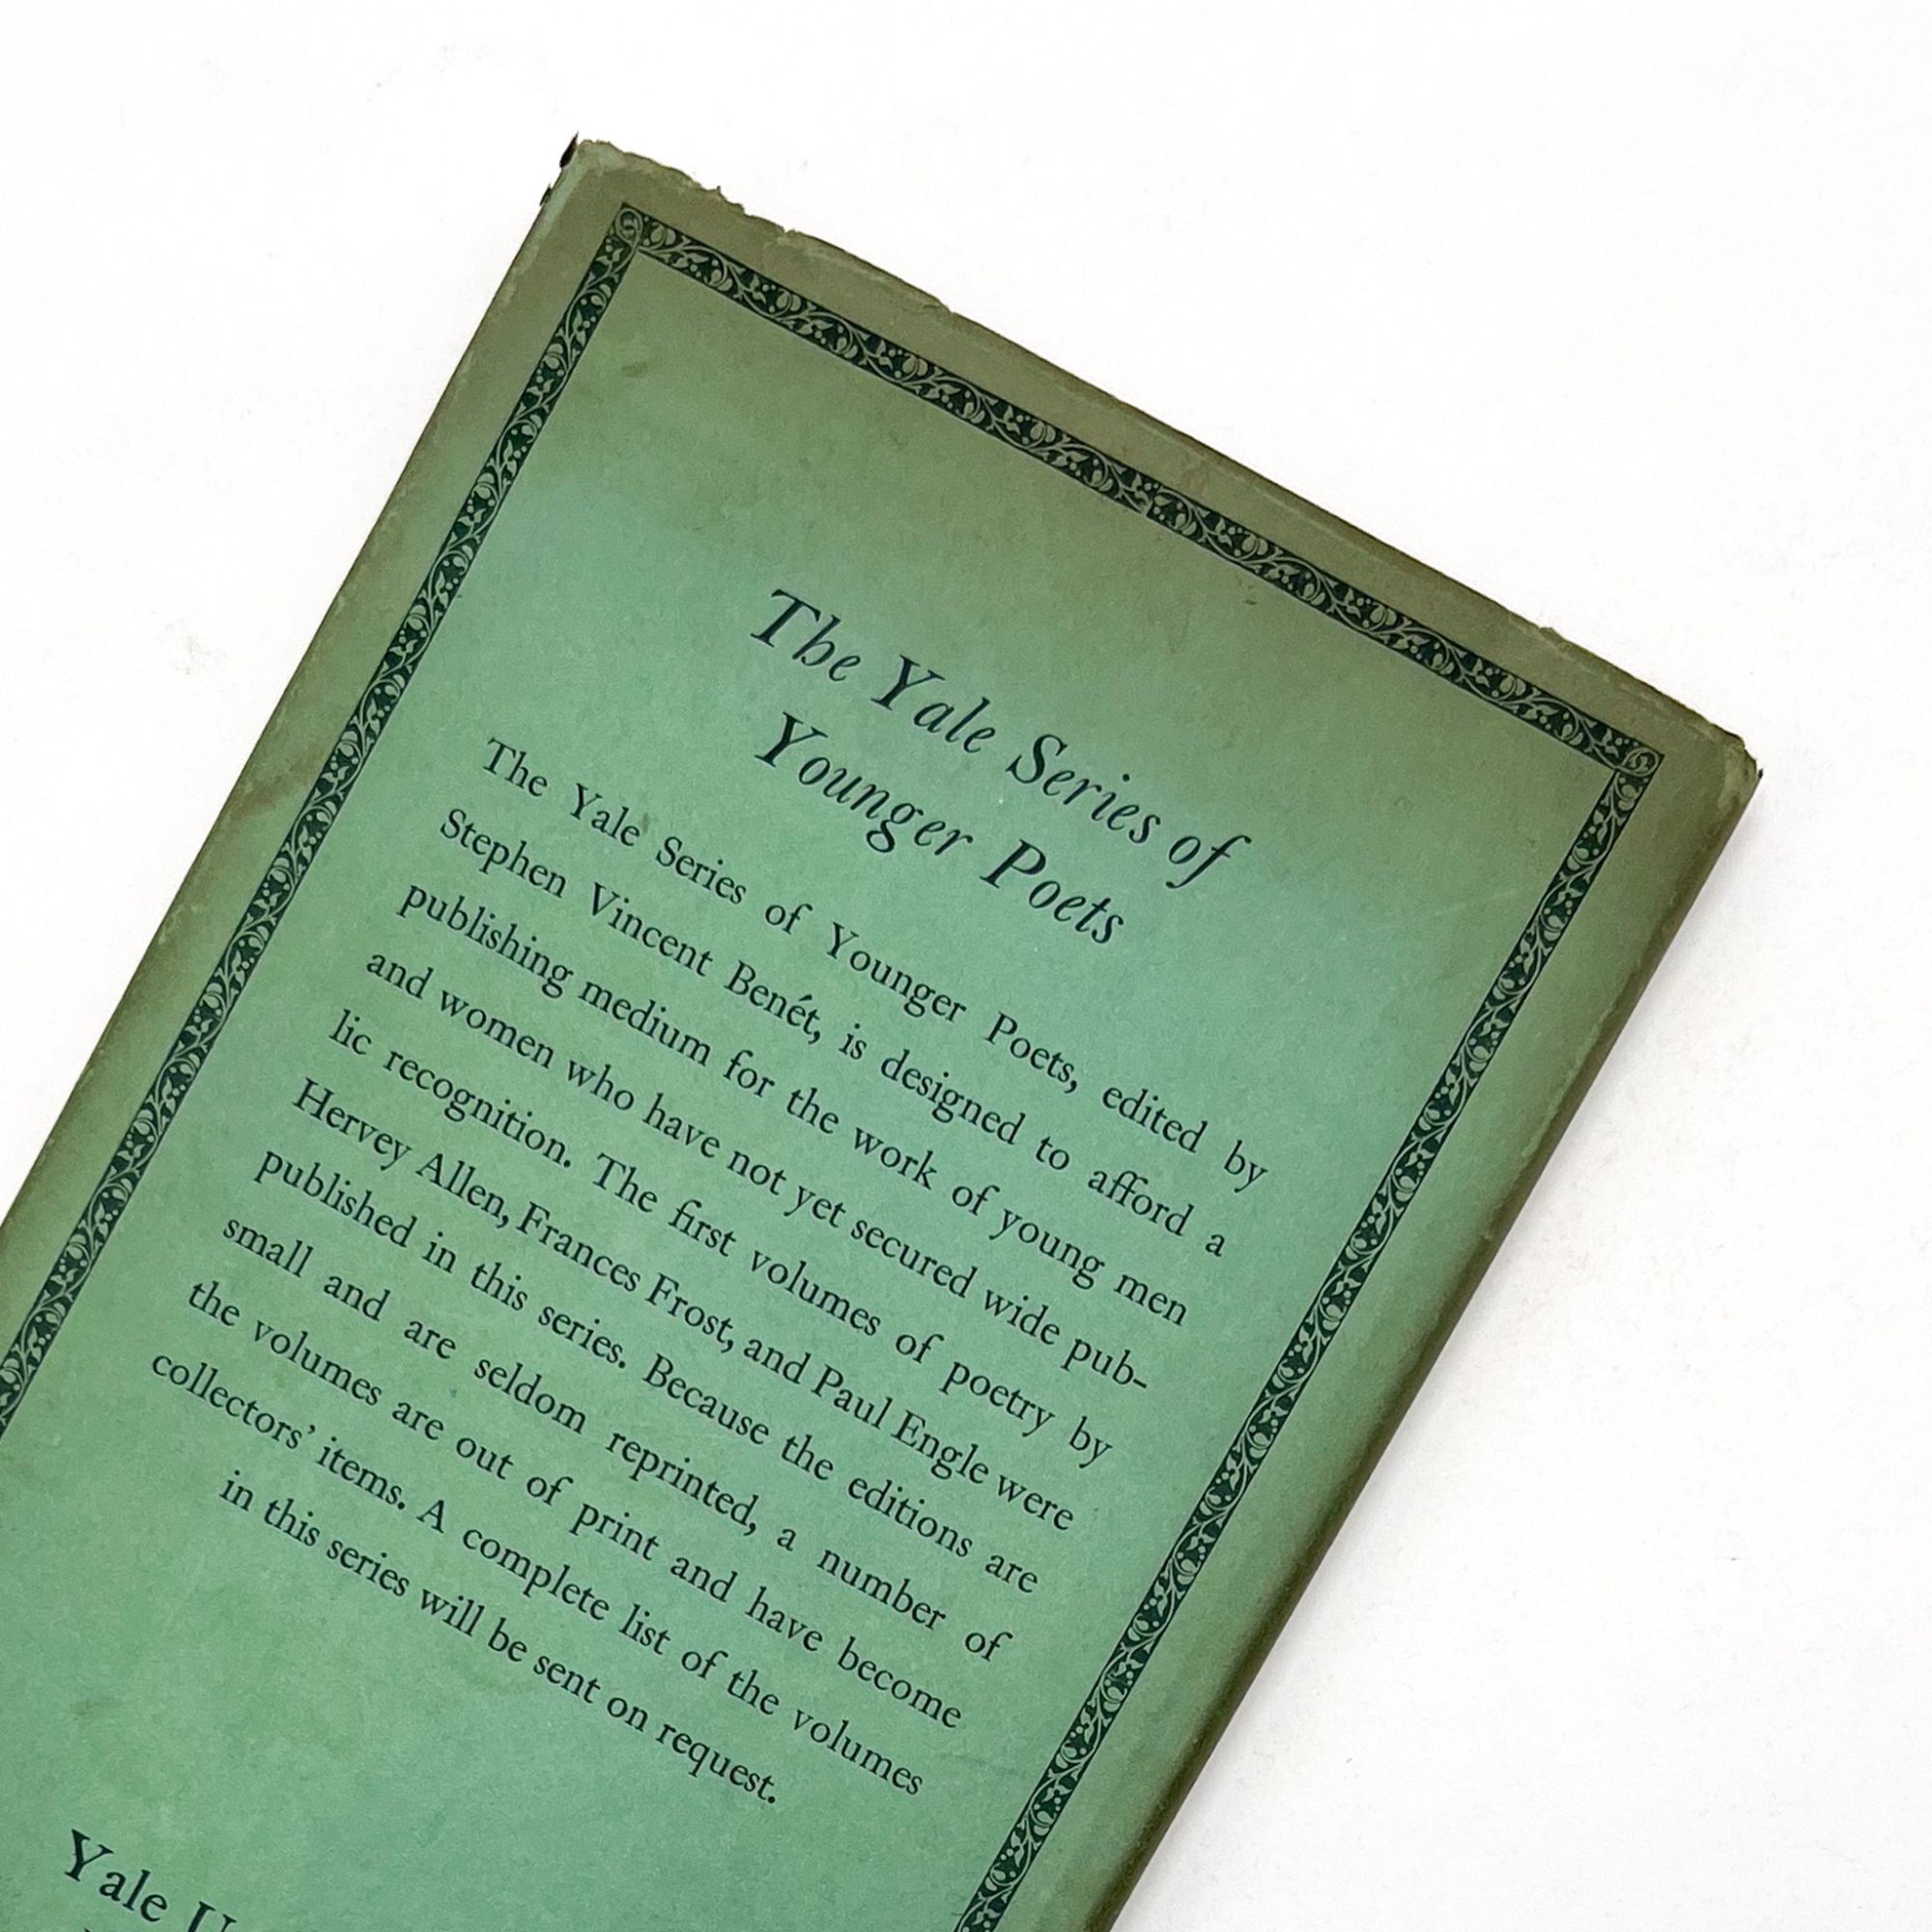 The Yale Series of
Younger Poets
The Yale Series of Younger Poets, edited by
Stephen Vincent Benét, is designed to afford a
publishing medium for the work of young men
and women who have not yet secured wide pub-
lic recognition. The first volumes of poetry by
Hervey Allen, Frances Frost, and Paul Engle were
published in this series. Because the editions are
small and are seldom reprinted, a number of
the volumes are out of print and have become
collectors' items. A complete list of the volumes
in this series will be sent on request.
Yale